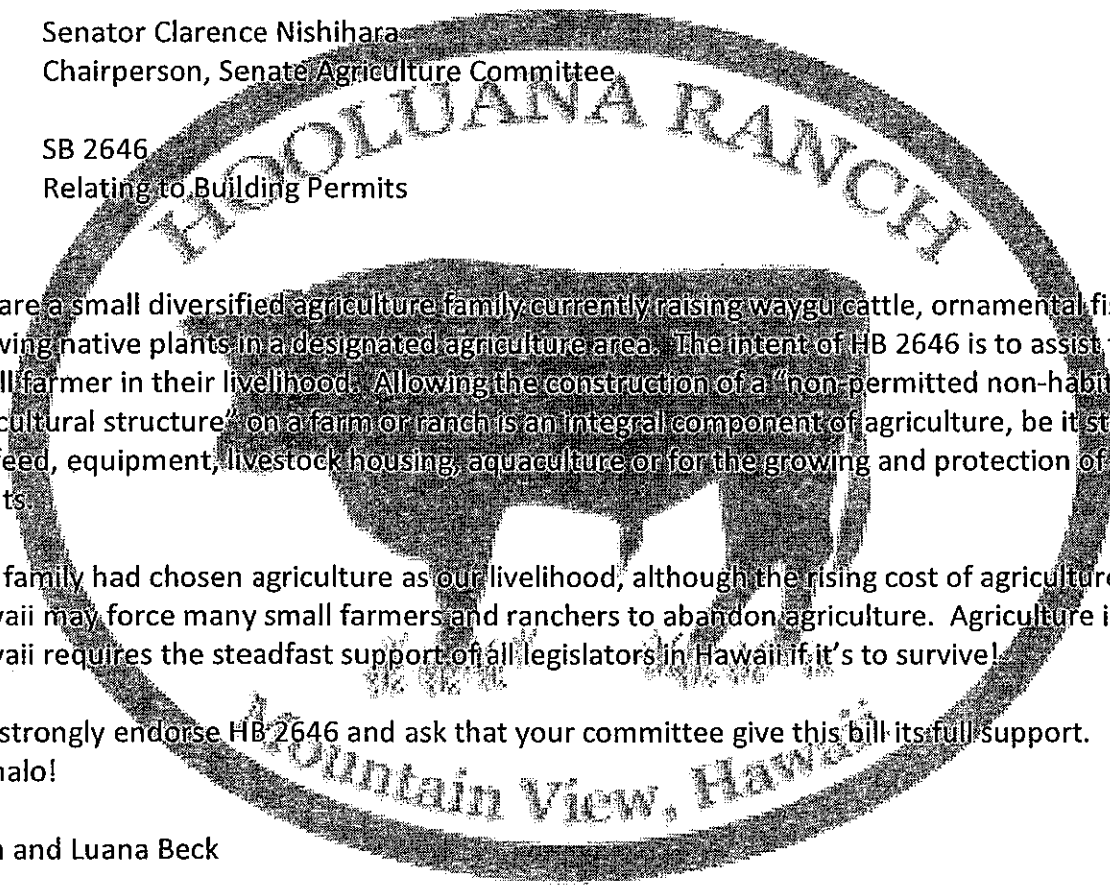 Senator Clarence Nishihara
Chairperson, Senate Agriculture Committee
SB 2646
Relating to Building Permits
HOOLUANA RANCH
are a small diversified agriculture family currently raising waygu cattle, ornamental fi
ving native plants in a designated agriculture area. The intent of HB 2646 is to assist t
ll farmer in their livelihood. Allowing the construction of a "non-permitted non-habit
cultural structure" on a farm or ranch is an integral component of agriculture, be it st
feed, equipment, livestock housing, aquaculture or for the growing and protection of
ts.
family had chosen agriculture as our livelihood, although the rising cost of agriculture
vaii may force many small farmers and ranchers to abandon agriculture. Agriculture i
vaii requires the steadfast support of all legislators in Hawaii if it's to survive!
strongly endorse HB 2646 and ask that your committee give this bill its full support.
halo!
Mountain View, Hawaii
n and Luana Beck